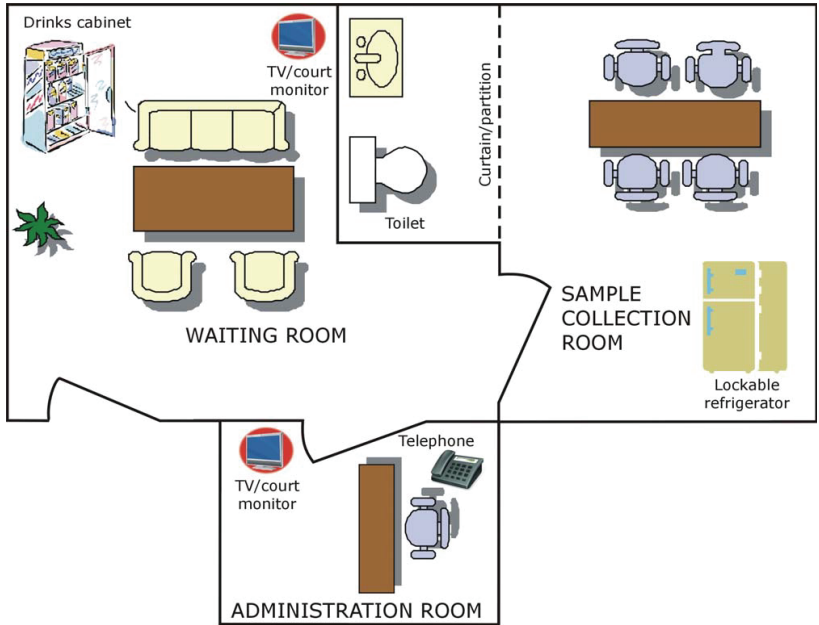 Drinks cabinet
TV/court
monitor
Toilet
Curtain/partition
WAITING ROOM
SAMPLE
COLLECTION
ROOM
Lockable
refrigerator
Telephone
TV/court
monitor
ADMINISTRATION ROOM